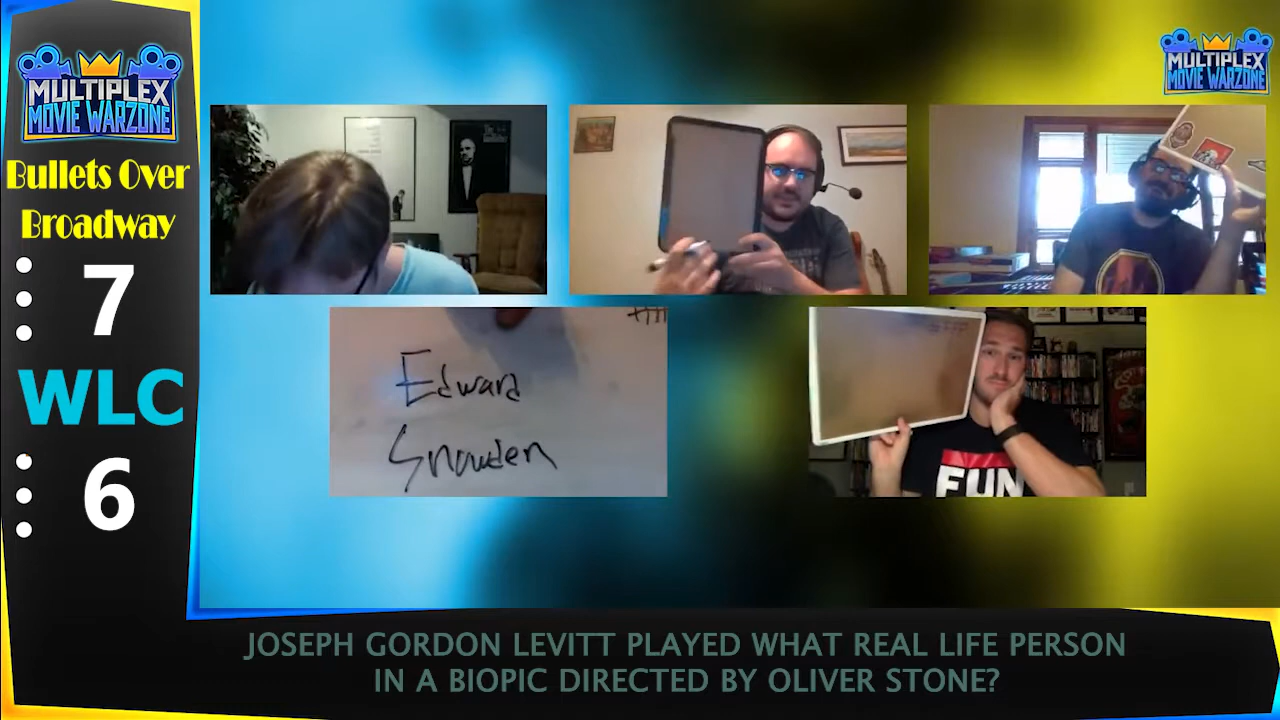 MULTIPLEX
MOVIE WARZONE
MULTIPLEX
MOVIE WARZONE
Bullets Over
Broadway
7
WLC
6
Edward
Snowden
FUN
JOSEPH GORDON LEVITT PLAYED WHAT REAL LIFE PERSON
IN A BIOPIC DIRECTED BY OLIVER STONE?